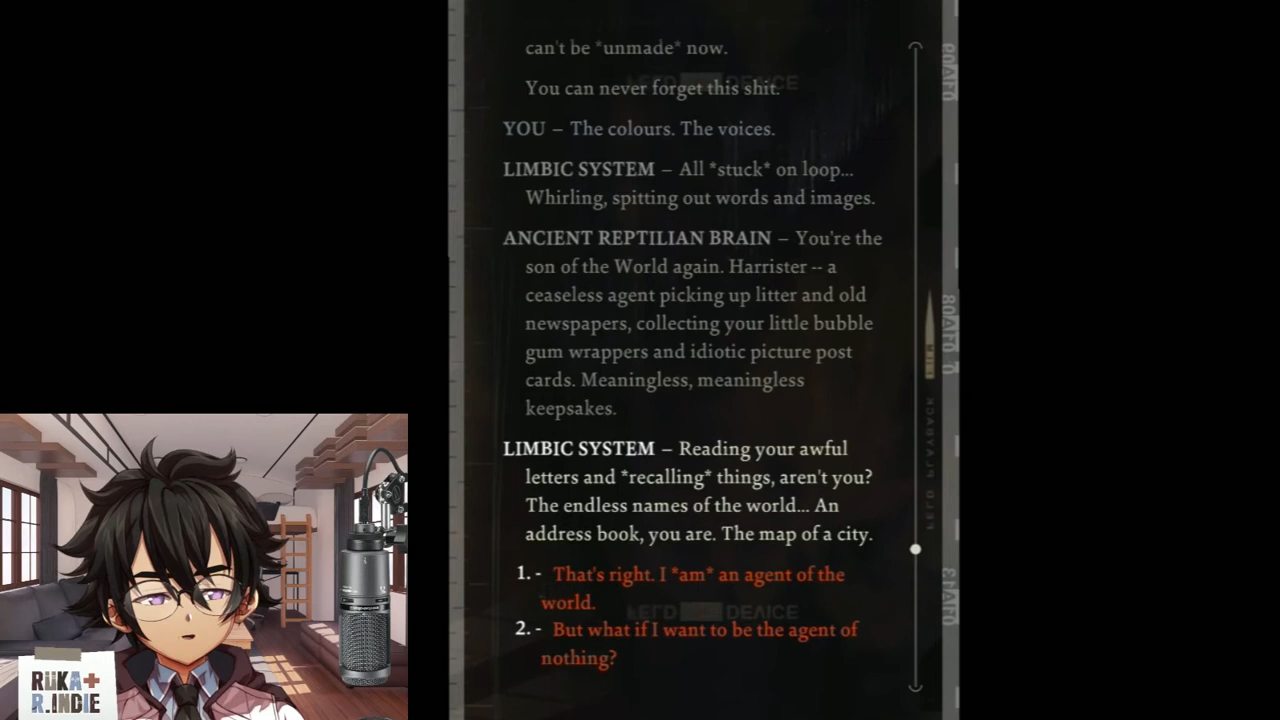 can't be *unmade* now.
You can never forget this shit.
YOU – The colours. The voices.
LIMBIC SYSTEM – All *stuck* on loop...
Whirling, spitting out words and images.
ANCIENT REPTILIAN BRAIN – You're the
son of the World again. Harrister -- a
ceaseless agent picking up litter and old
newspapers, collecting your little bubble
gum wrappers and idiotic picture post
cards. Meaningless, meaningless
keepsakes.
LIMBIC SYSTEM – Reading your awful
letters and *recalling* things, aren't you?
The endless names of the world... An
address book, you are. The map of a city.
1. - That's right. I *am* an agent of the
world.
2. - But what if I want to be the agent of
nothing?
RUKA+
R.INDIE